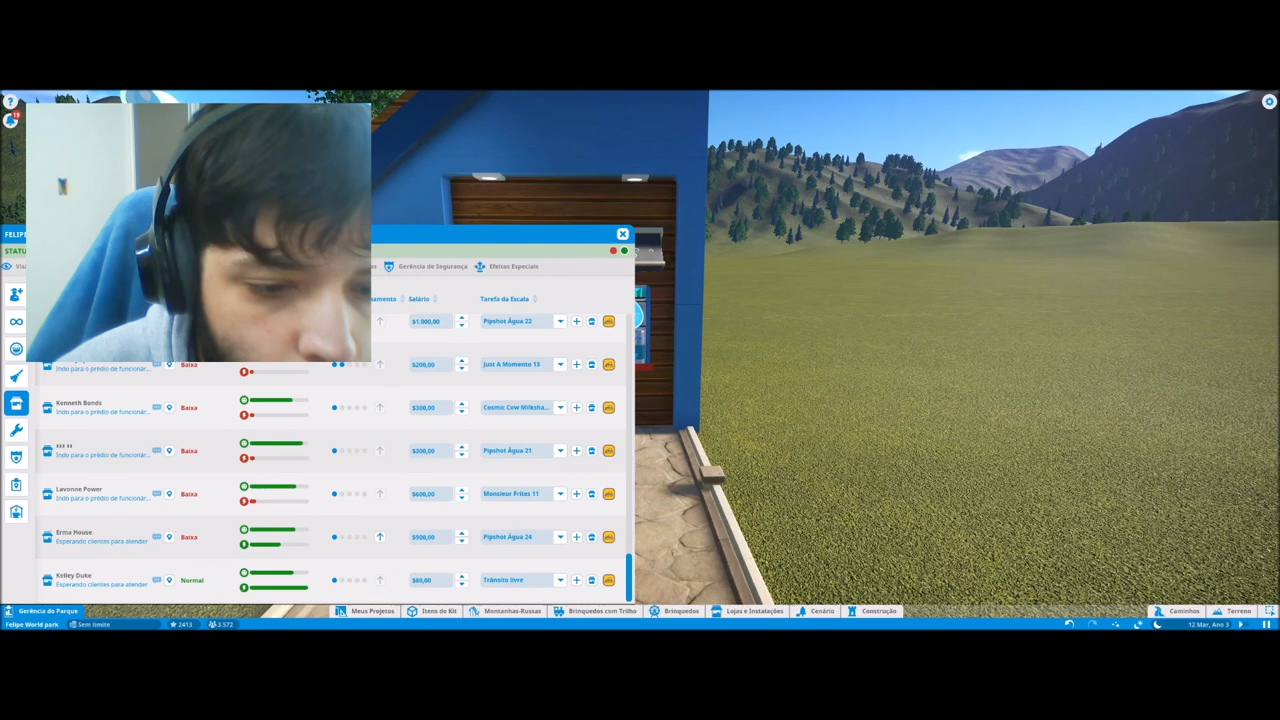 ?
19
FELIPE
STATU
Gerência de Segurança
Efeitos Especiais
Salário
Tarefa da Escala
$1.000,00
Pipshot Água 22
Indo para o prédio de funcionár...
Baixa
$200,00
Just A Momento 13
Kenneth Bonds
Indo para o prédio de funcionár...
Baixa
$300,00
Cosmic Cow Milksha...
Indo para o prédio de funcionár...
Baixa
$300,00
Pipshot Água 21
Lavonne Power
Indo para o prédio de funcionár...
Baixa
$600,00
Monsieur Frites 11
Erma House
Esperando clientes para atender
Baixa
$900,00
Pipshot Água 24
Kelley Duke
Esperando clientes para atender
Normal
$80,00
Trânsito livre
Gerência do Parque
Meus Projetos
Itens do Kit
Montanhas-Russas
Brinquedos com Trilho
Brinquedos
Lojas e Instalações
Cenário
Construção
Caminhos
Terreno
Felipe World park
Sem limite
2413
3.572
12 Mar, Ano 3